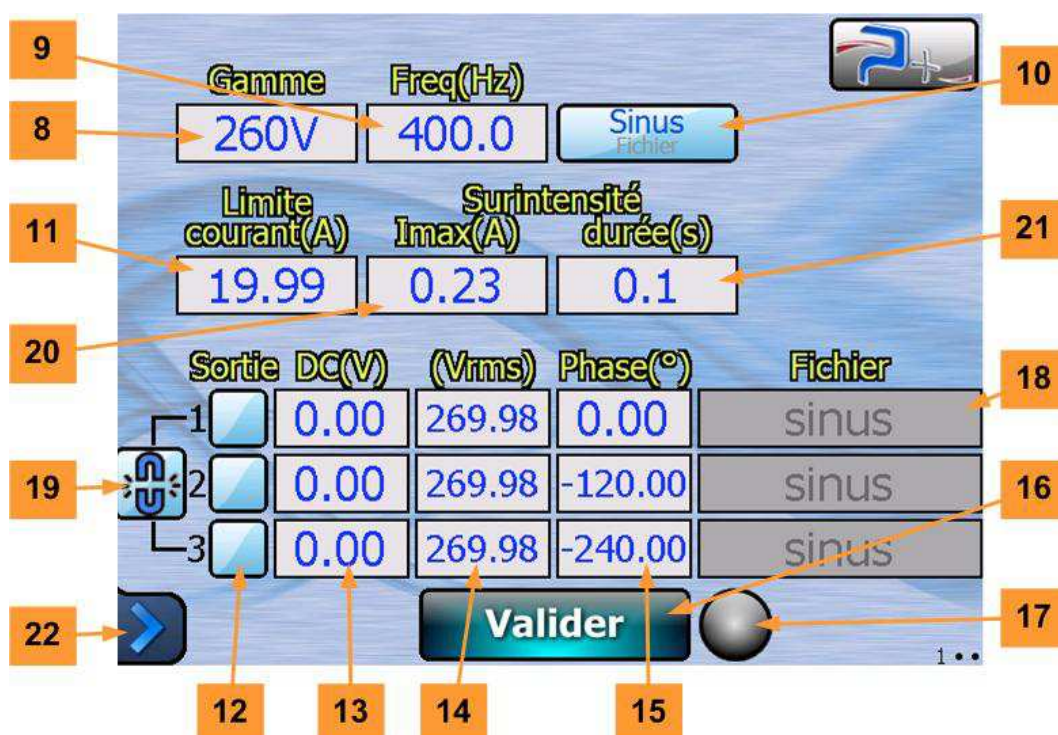 9
Gamme Freq(Hz) 10
8 260V 400.0 Sinus
Fichier
Limite Surintensité
11 courant(A) Imax(A) durée(s) 21
19.99 0.23 0.1
20
Sortie DC(V) (Vrms) Phase(°) Fichier
18
1 0.00 269.98 0.00 sinus
19 2 0.00 269.98 -120.00 sinus 16
3 0.00 269.98 -240.00 sinus
22 Valider 17
1 • •
12 13 14 15